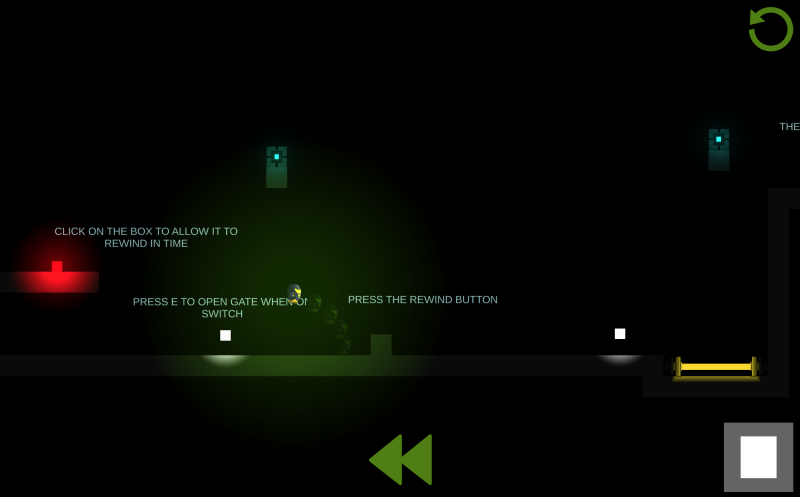 THE
CLICK ON THE BOX TO ALLOW IT TO
REWIND IN TIME
PRESS E TO OPEN GATE WHEN ON
SWITCH
PRESS THE REWIND BUTTON